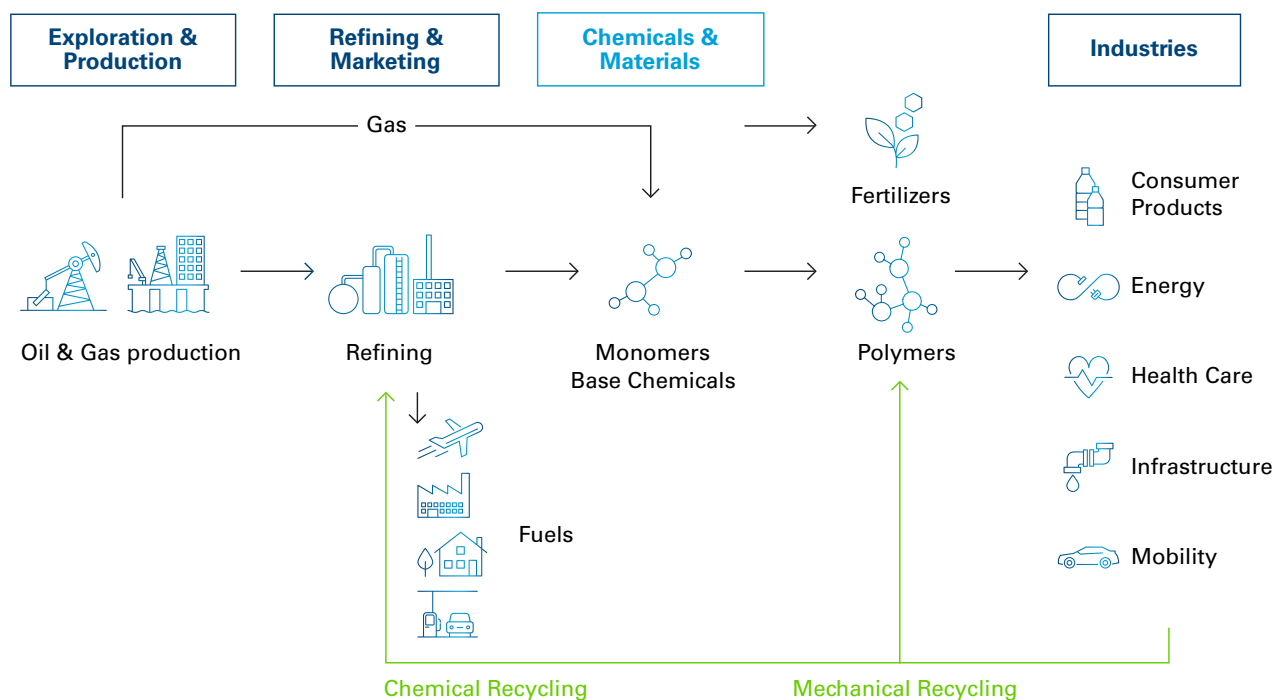 Exploration &
Production
Refining &
Marketing
Chemicals &
Materials
Industries
Gas
Fertilizers
Consumer
Products
Energy
Oil & Gas production
Refining
Monomers
Base Chemicals
Polymers
Health Care
Infrastructure
Fuels
Mobility
Chemical Recycling
Mechanical Recycling